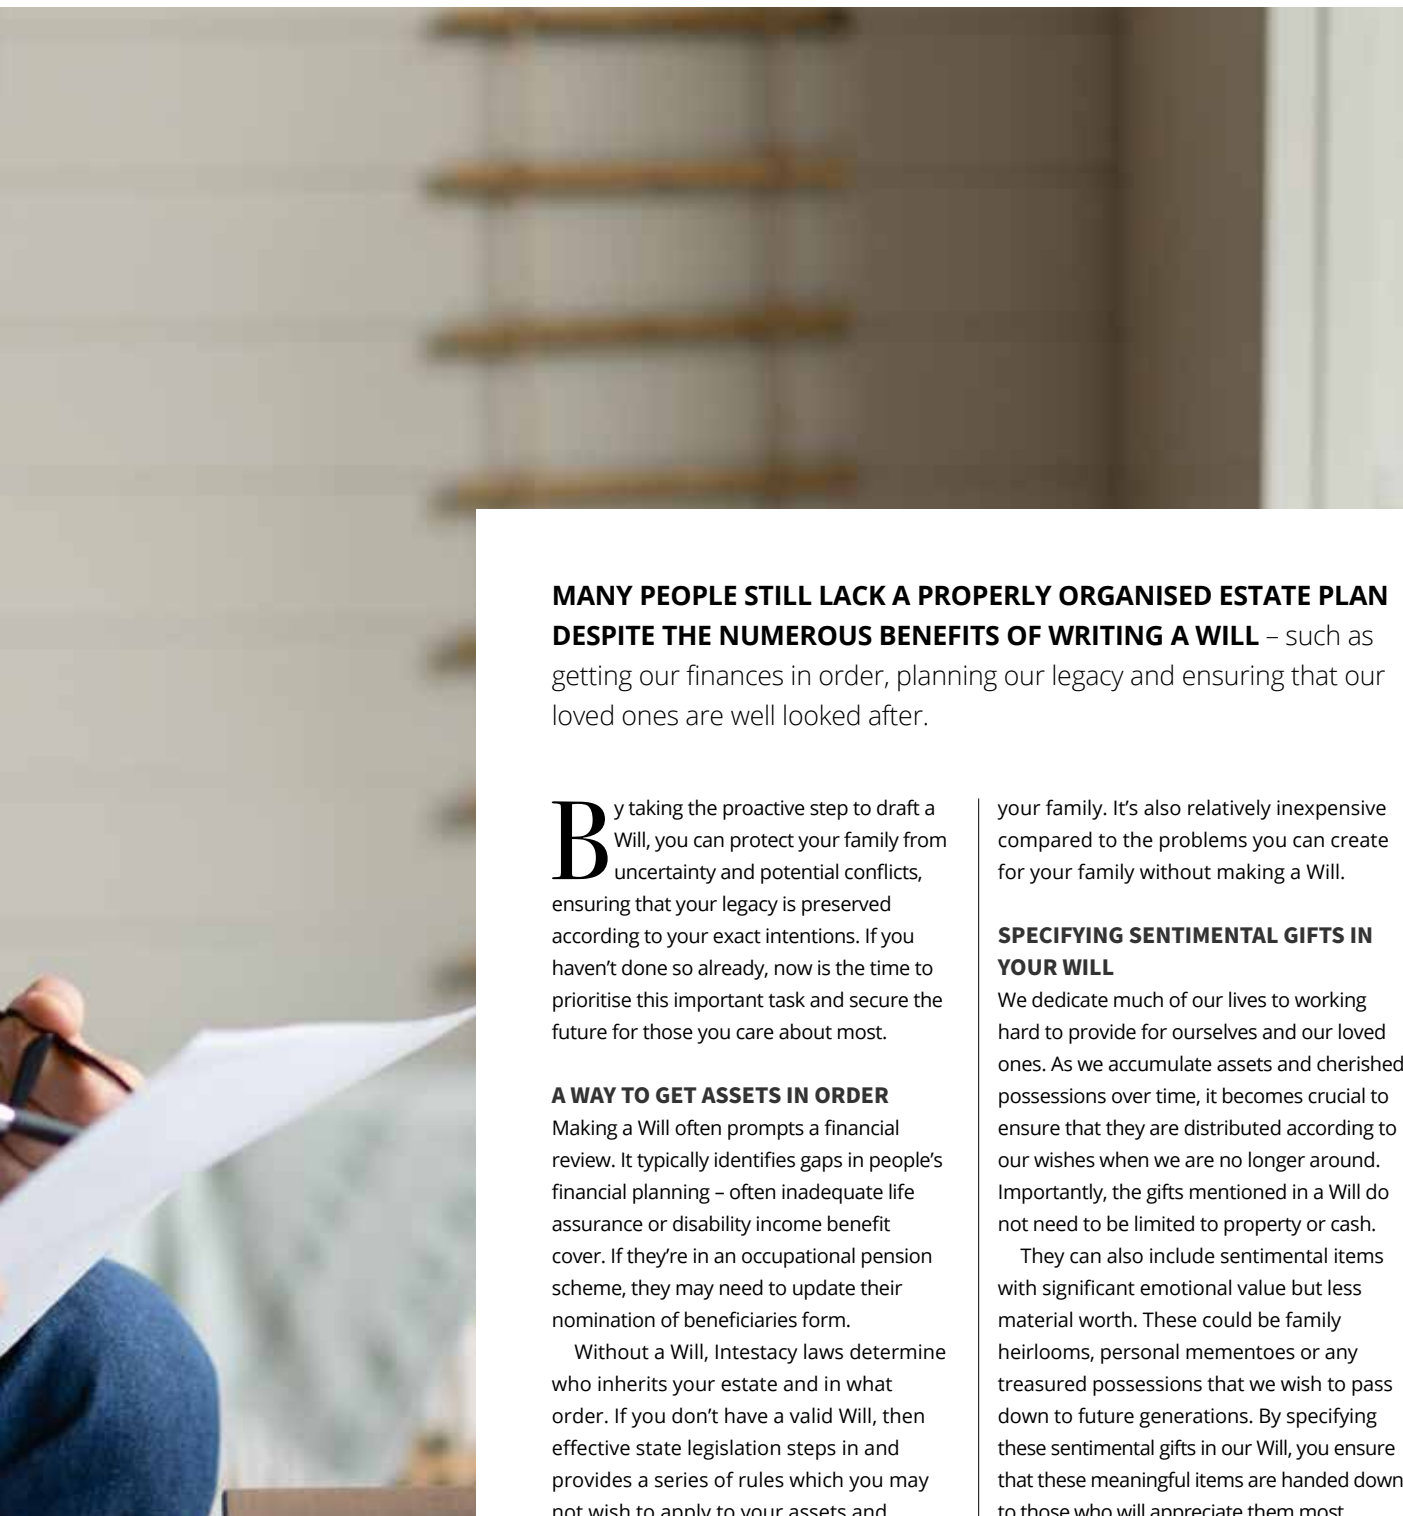 MANY PEOPLE STILL LACK A PROPERLY ORGANISED ESTATE PLAN
DESPITE THE NUMEROUS BENEFITS OF WRITING A WILL – such as
getting our finances in order, planning our legacy and ensuring that our
loved ones are well looked after.
By taking the proactive step to draft a
Will, you can protect your family from
uncertainty and potential conflicts,
ensuring that your legacy is preserved
according to your exact intentions. If you
haven’t done so already, now is the time to
prioritise this important task and secure the
future for those you care about most.
A WAY TO GET ASSETS IN ORDER
Making a Will often prompts a financial
review. It typically identifies gaps in people’s
financial planning – often inadequate life
assurance or disability income benefit
cover. If they’re in an occupational pension
scheme, they may need to update their
nomination of beneficiaries form.
Without a Will, Intestacy laws determine
who inherits your estate and in what
order. If you don’t have a valid Will, then
effective state legislation steps in and
provides a series of rules which you may
not wish to apply to your assets and
your family. It’s also relatively inexpensive
compared to the problems you can create
for your family without making a Will.
SPECIFYING SENTIMENTAL GIFTS IN
YOUR WILL
We dedicate much of our lives to working
hard to provide for ourselves and our loved
ones. As we accumulate assets and cherished
possessions over time, it becomes crucial to
ensure that they are distributed according to
our wishes when we are no longer around.
Importantly, the gifts mentioned in a Will do
not need to be limited to property or cash.
They can also include sentimental items
with significant emotional value but less
material worth. These could be family
heirlooms, personal mementoes or any
treasured possessions that we wish to pass
down to future generations. By specifying
these sentimental gifts in our Will, you ensure
that these meaningful items are handed down
to those who will appreciate them most